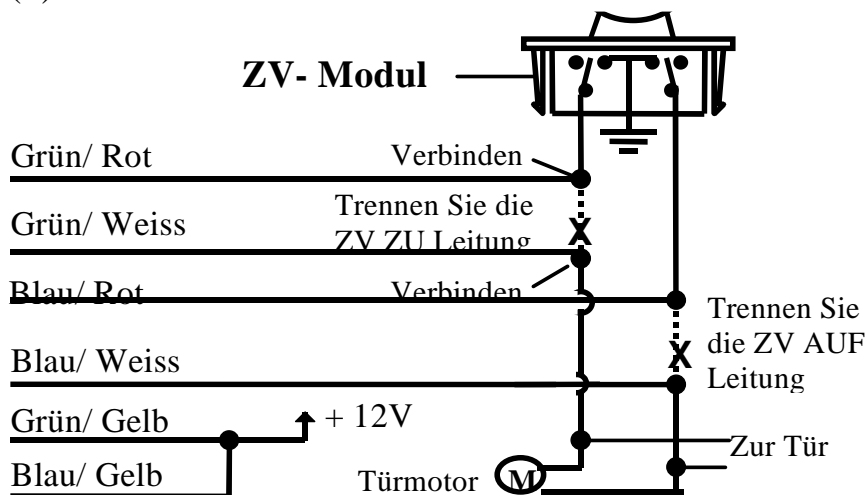 ZV- Modul
Grün/ Rot
Verbinden
Grün/ Weiss
Trennen Sie die
ZV ZU Leitung
X
Blau/ Rot
Verbinden
Trennen Sie
die ZV AUF
Leitung
X
Blau/ Weiss
Grün/ Gelb
+ 12V
Zur Tür
Blau/ Gelb
Türmotor
M